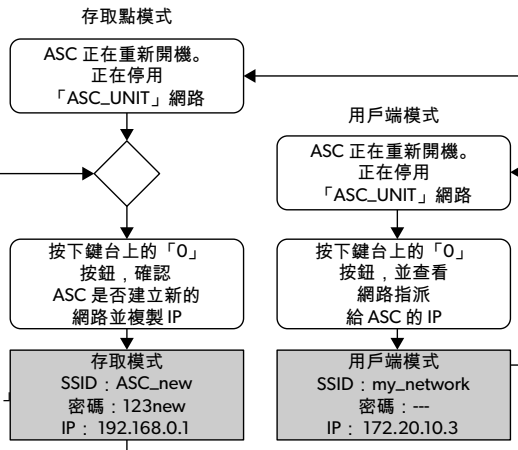 存取點模式
ASC 正在重新開機。
正在停用
「ASC_UNIT」網路
按下鍵台上的「0」
按鈕，確認
ASC 是否建立新的
網路並複製 IP
存取模式
SSID：ASC_new
密碼：123new
IP： 192.168.0.1
用戶端模式
ASC 正在重新開機。
正在停用
「ASC_UNIT」網路
按下鍵台上的「0」
按鈕，並查看
網路指派
給 ASC 的 IP
用戶端模式
SSID：my_network
密碼：---
IP：172.20.10.3